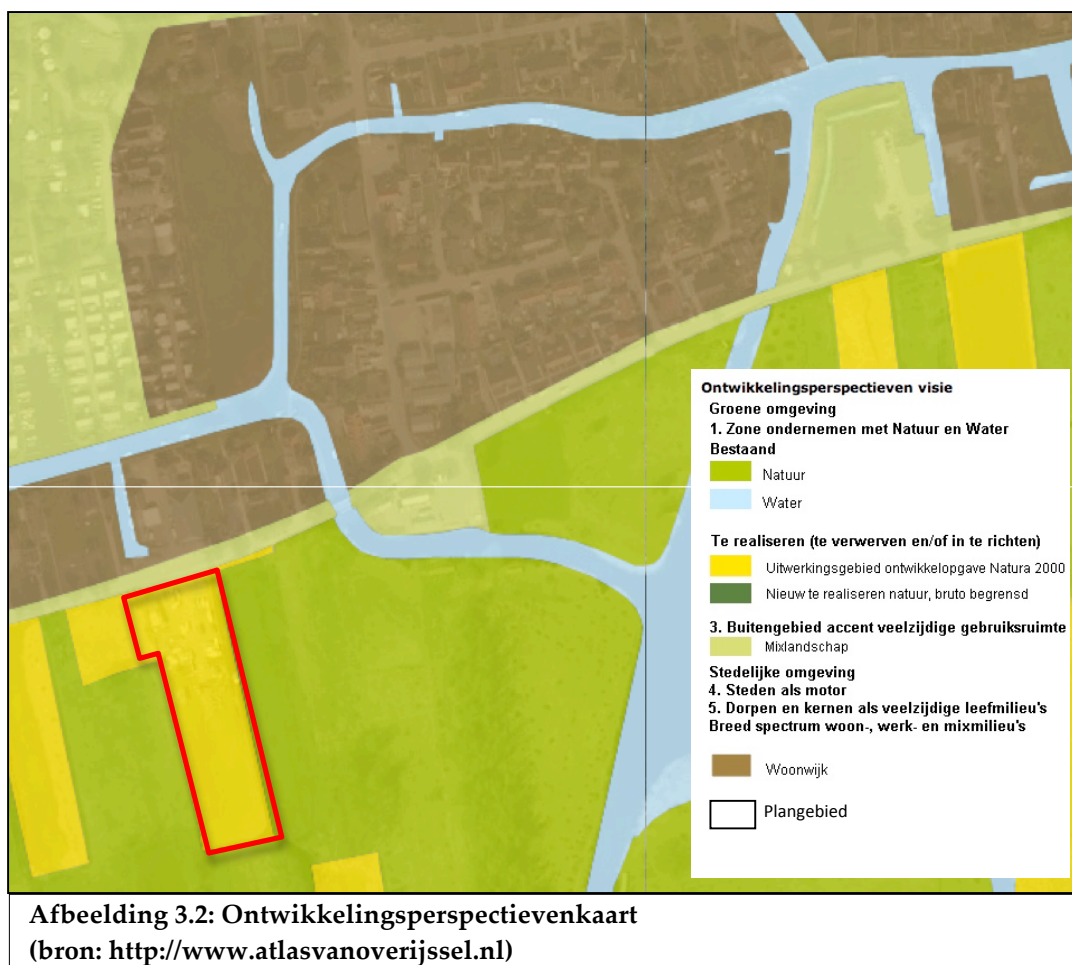 Ontwikkelingsperspectieven visie
Groene omgeving
1. Zone ondernemen met Natuur en Water
Bestaand
Natuur
Water
Te realiseren (te verwerven en/of in te richten)
Uitwerkingsgebied ontwikkelopgave Natura 2000
Nieuw te realiseren natuur, bruto begrensd
3. Buitengebied accent veelzijdige gebruiksruimte
Mixlandschap
Stedelijke omgeving
4. Steden als motor
5. Dorpen en kernen als veelzijdige leefmilieu's
Breed spectrum woon-, werk- en mixmilieu's
Woonwijk
Plangebied
Afbeelding 3.2: Ontwikkelingsperspectievenkaart
(bron: http://www.atlasvanoverijssel.nl)